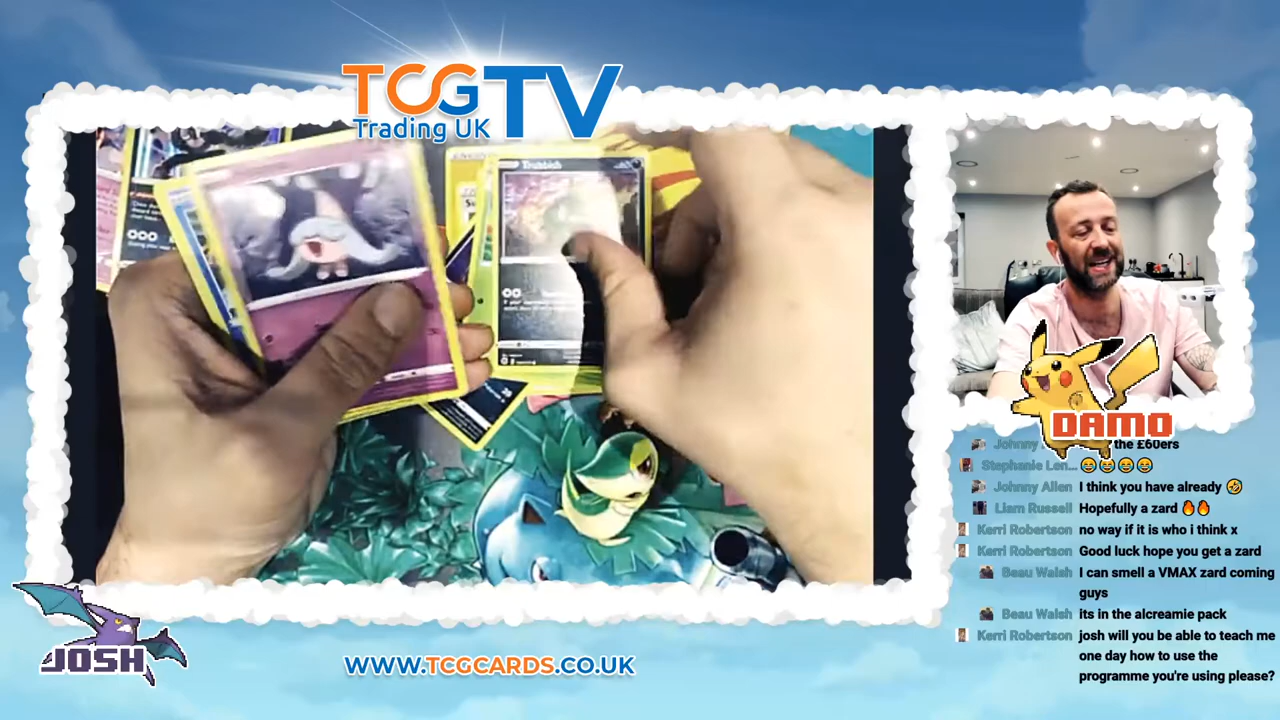 TCG TV
Trading UK
Trubbish
DAMO
Johnny the £60ers
Stephanie Len... 😂😂😂😂
Johnny Allen I think you have already 🤣
Liam Russell Hopefully a zard 🔥🔥
Kerri Robertson no way if it is who i think x
Kerri Robertson Good luck hope you get a zard
Beau Walsh I can smell a VMAX zard coming
guys
Beau Walsh its in the alcreamie pack
Kerri Robertson josh will you be able to teach me
one day how to use the
programme you're using please?
JOSH
WWW.TCGCARDS.CO.UK